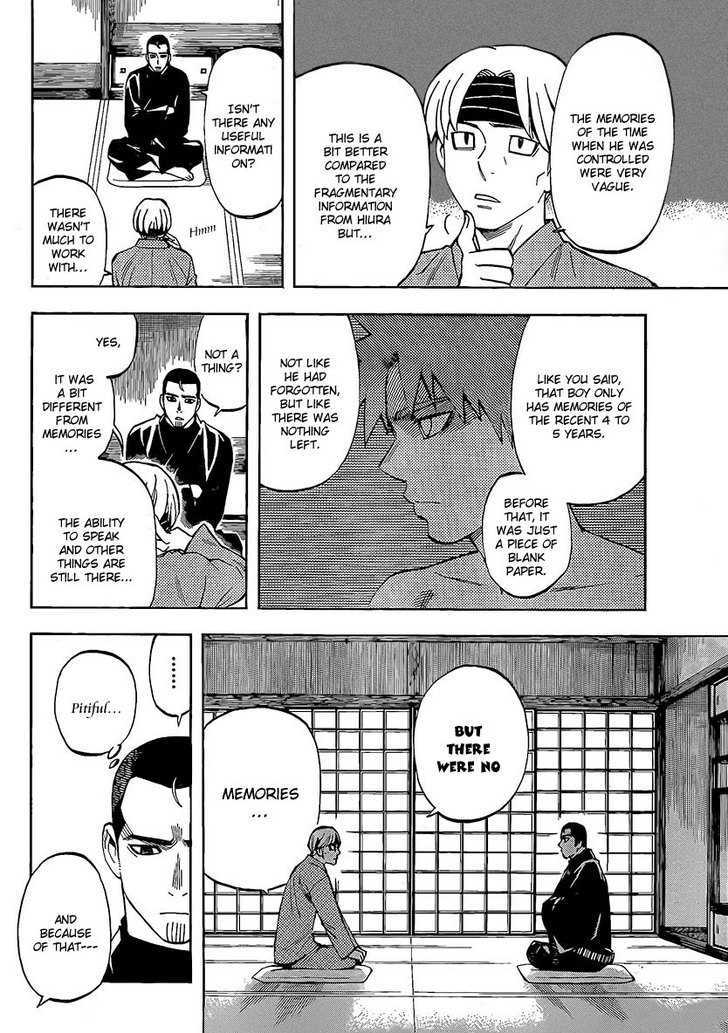 THE MEMORIES
OF THE TIME
WHEN HE WAS
CONTROLLED
WERE VERY
VAGUE.
THIS IS A
BIT BETTER
COMPARED
TO THE
FRAGMENTARY
INFORMATION
FROM HIURA
BUT...
ISN'T
THERE ANY
USEFUL
INFORMATI
ON?
Hmm
THERE
WASN'T
MUCH TO
WORK
WITH...
LIKE YOU SAID,
THAT BOY ONLY
HAS MEMORIES OF
THE RECENT 4 TO
5 YEARS.
BEFORE
THAT, IT
WAS JUST
A PIECE OF
BLANK
PAPER.
NOT LIKE
HE HAD
FORGOTTEN,
BUT LIKE
THERE WAS
NOTHING
LEFT.
NOT A
THING?
YES,
IT WAS
A BIT
DIFFERENT
FROM
MEMORIES
...
THE ABILITY
TO SPEAK
AND OTHER
THINGS ARE
STILL THERE...
BUT
THERE
WERE NO
MEMORIES
...
.....
Pitiful...
AND
BECAUSE
OF THAT---